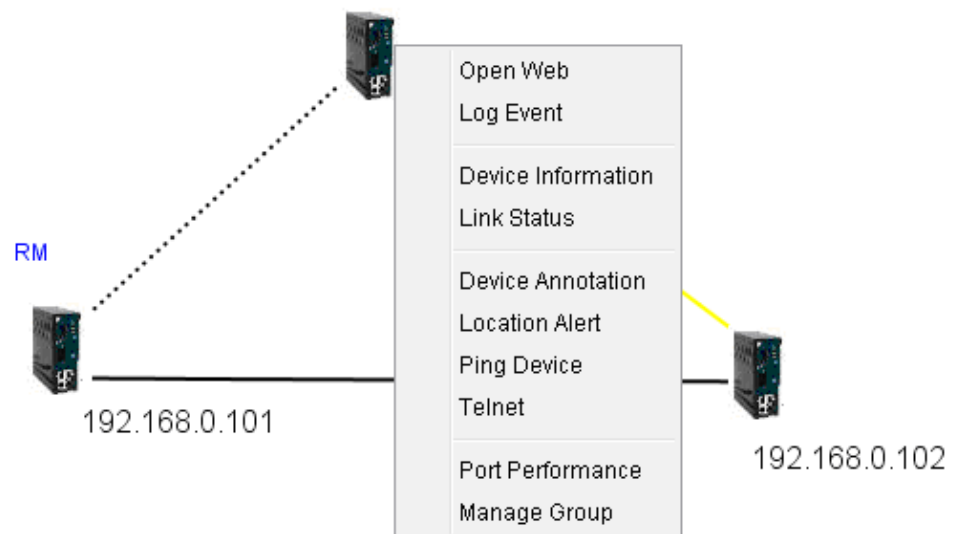 Open Web
Log Event
Device Information
Link Status
RM
Device Annotation
Location Alert
Ping Device
Telnet
192.168.0.101
192.168.0.102
Port Performance
Manage Group